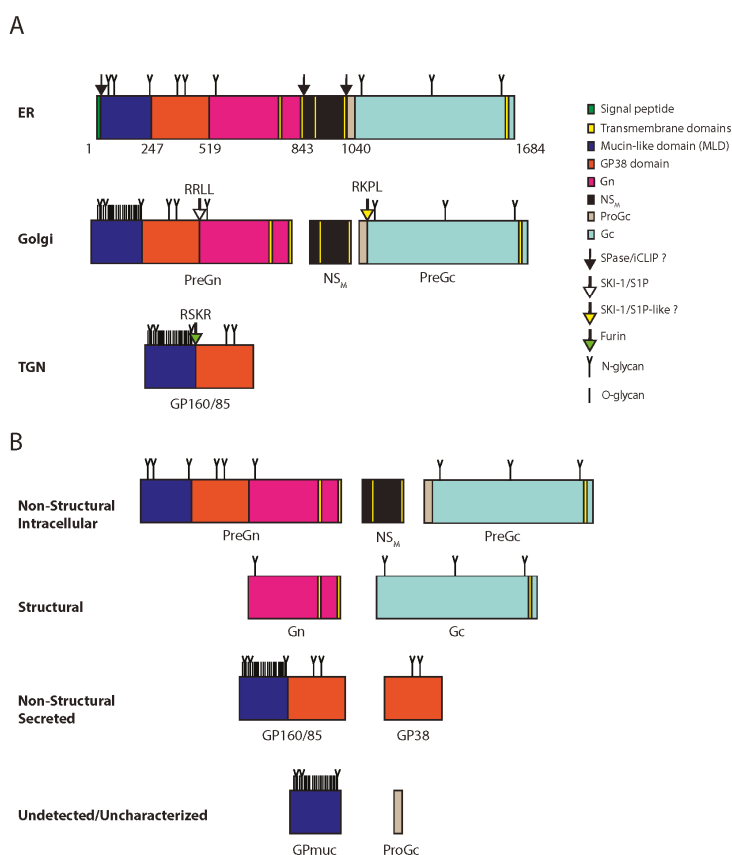 A
ER
1
247
519
843
1040
1684
RRLL
RKPL
Golgi
PreGn
NSM
PreGc
RSKR
TGN
GP160/85
Signal peptide
Transmembrane domains
Mucin-like domain (MLD)
GP38 domain
Gn
NSM
ProGc
Gc
SPase/iCLIP ?
SKI-1/S1P
SKI-1/S1P-like ?
Furin
N-glycan
O-glycan
B
Non-Structural
Intracellular
PreGn
NSM
PreGc
Structural
Gn
Gc
Non-Structural
Secreted
GP160/85
GP38
Undetected/Uncharacterized
GPmuc
ProGc